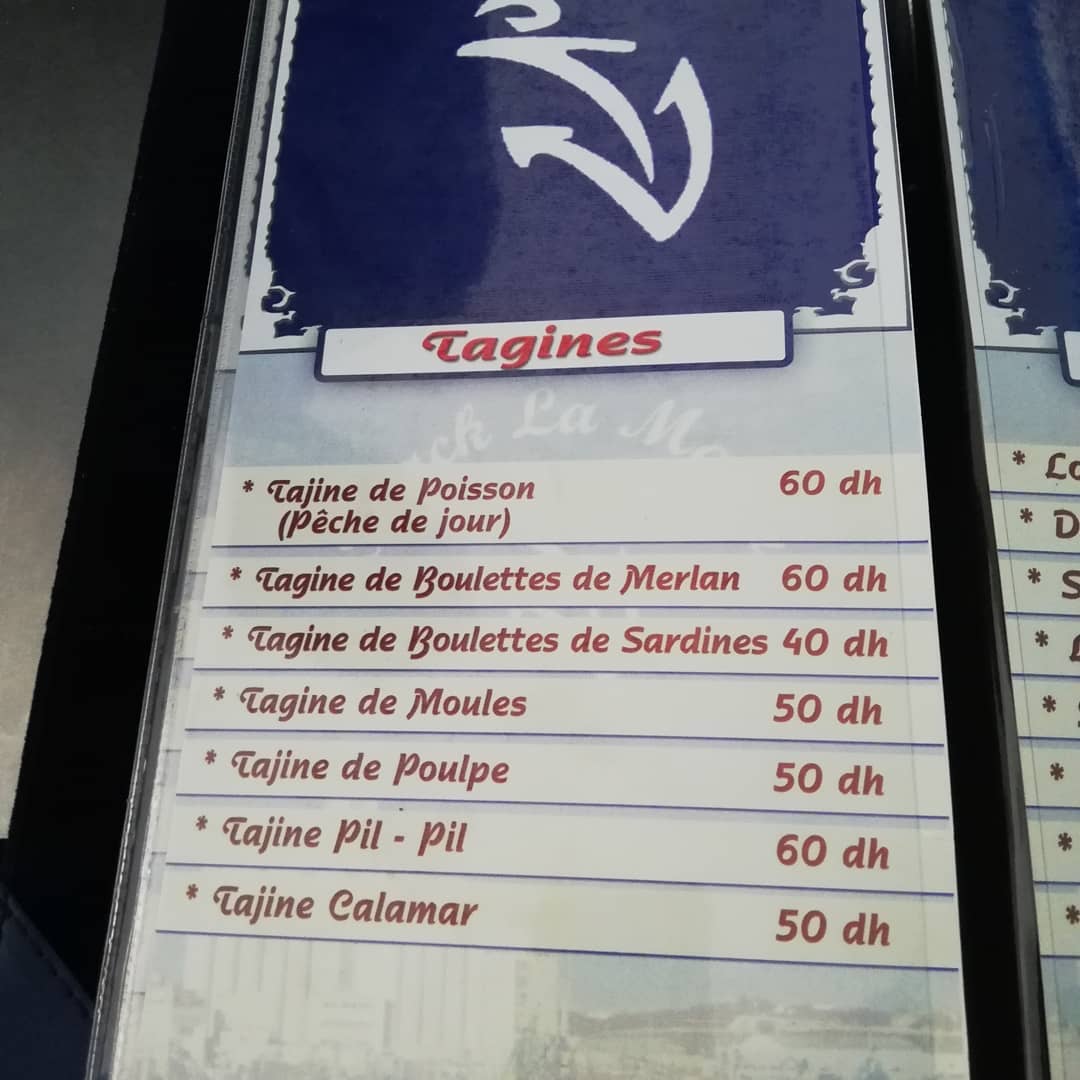 Tagines
La
* Tajine de Poisson 60 dh
(Pêche de jour)
* Tagine de Boulettes de Merlan 60 dh
* Tagine de Boulettes de Sardines 40 dh
* Tagine de Moules 50 dh
* Tajine de Poulpe 50 dh
* Tajine Pil - Pil 60 dh
* Tajine Calamar 50 dh